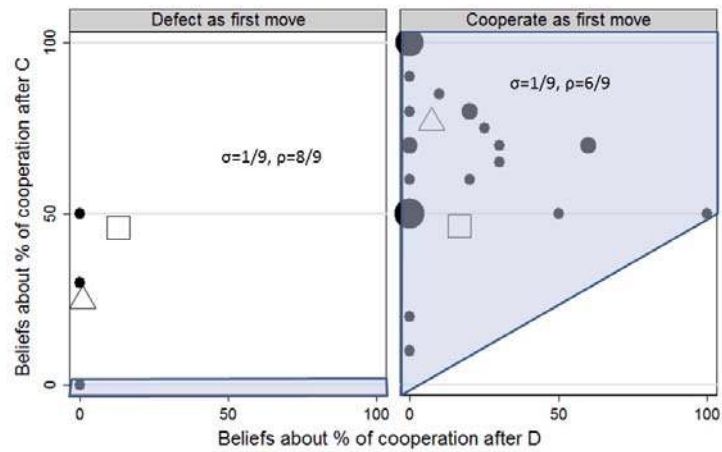 Defect as first move
Cooperate as first move
Beliefs about % of cooperation after C
100
50
0
σ=1/9, ρ=8/9
σ=1/9, ρ=6/9
0
50
100
0
50
100
Beliefs about % of cooperation after D